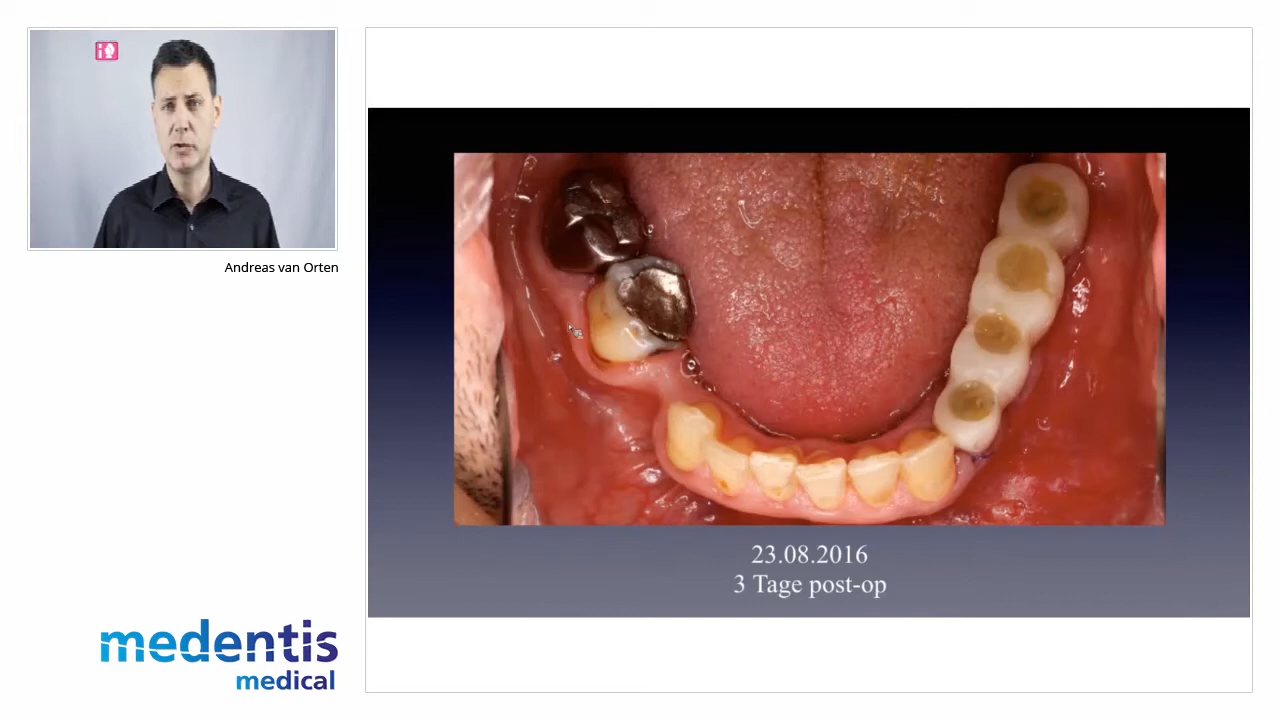 Andreas van Orten
23.08.2016
3 Tage post-op
medentis
medical